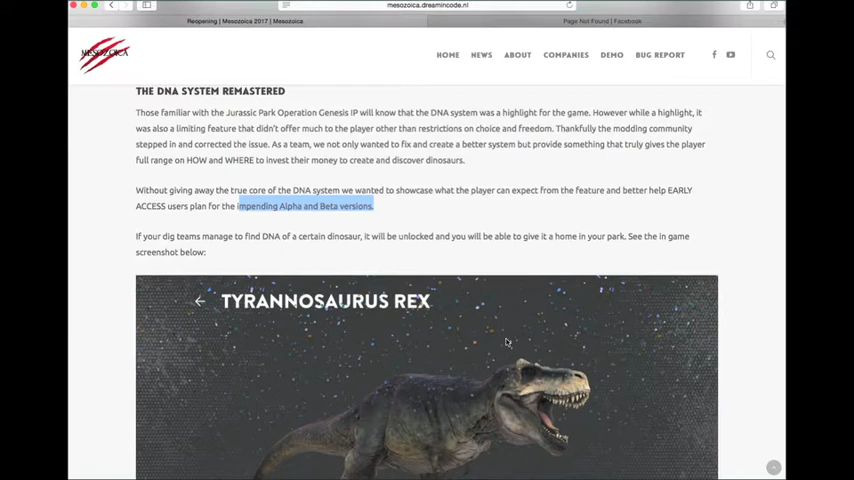 mesozoica.dreamincode.nl
Reopening | Mesozoica 2017 | Mesozoica
Page Not Found | Facebook
MESOZOICA
HOME NEWS ABOUT COMPANIES DEMO BUG REPORT
THE DNA SYSTEM REMASTERED
Those familiar with the Jurassic Park Operation Genesis IP will know that the DNA system was a highlight for the game. However while a highlight, it
was also a limiting feature that didn't offer much to the player other than restrictions on choice and freedom. Thankfully the modding community
stepped in and corrected the issue. As a team, we not only wanted to fix and create a better system but provide something that truly gives the player
full range on HOW and WHERE to invest their money to create and discover dinosaurs.
Without giving away the true core of the DNA system we wanted to showcase what the player can expect from the feature and better help EARLY
ACCESS users plan for the impending Alpha and Beta versions.
If your dig teams manage to find DNA of a certain dinosaur, it will be unlocked and you will be able to give it a home in your park. See the in game
screenshot below:
TYRANNOSAURUS REX